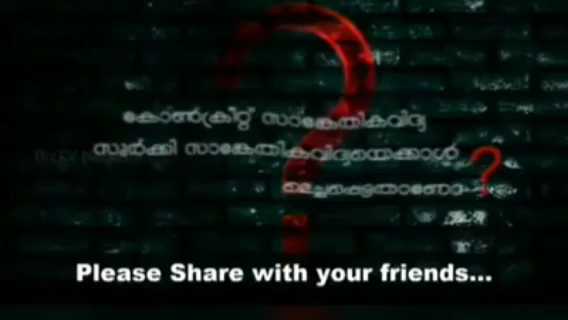 കോൺക്രീറ്റ് സാങ്കേതികവിദ്യ
സുർക്കി സാങ്കേതികവിദ്യയെക്കാൾ
മെച്ചപ്പെട്ടതാണോ ?
Please Share with your friends...